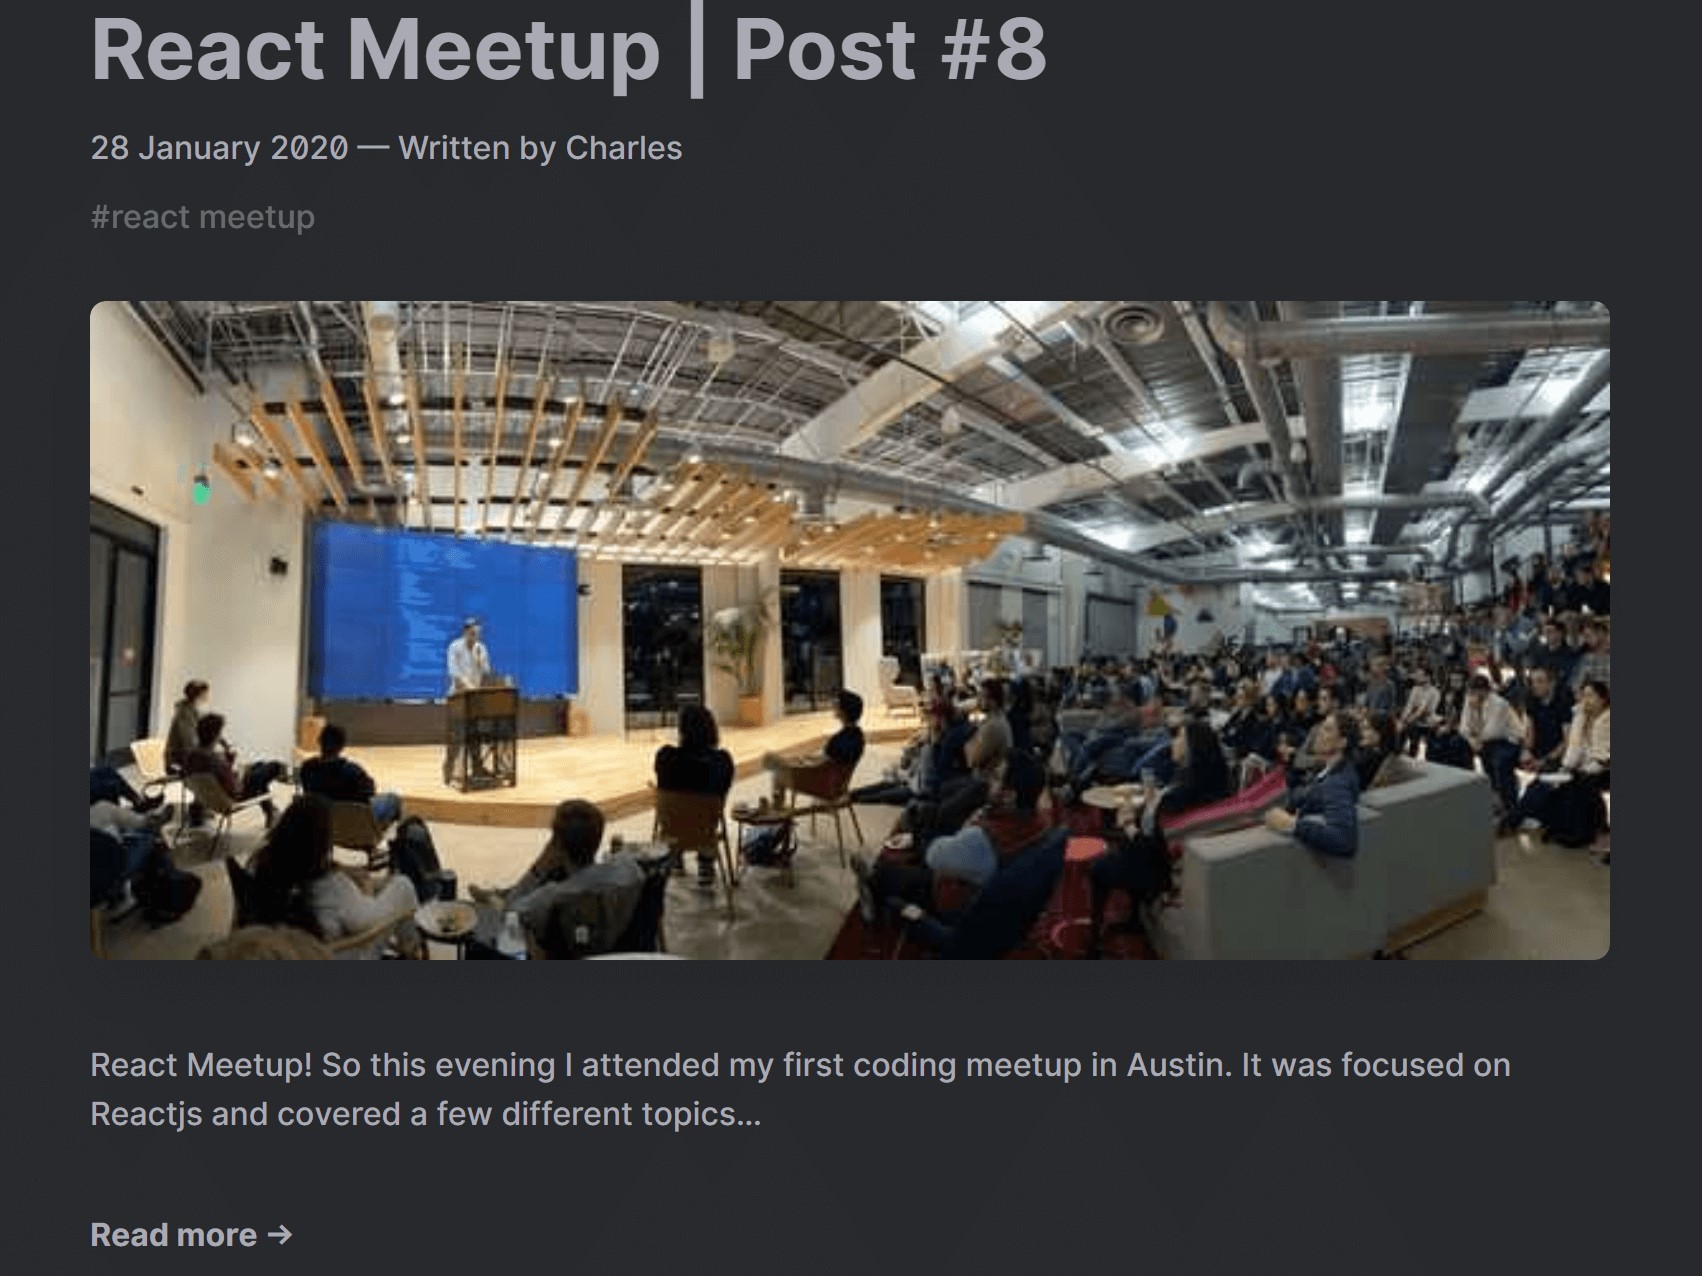 React Meetup | Post #8
28 January 2020 — Written by Charles
#react meetup
React Meetup! So this evening I attended my first coding meetup in Austin. It was focused on
Reactjs and covered a few different topics...
Read more →